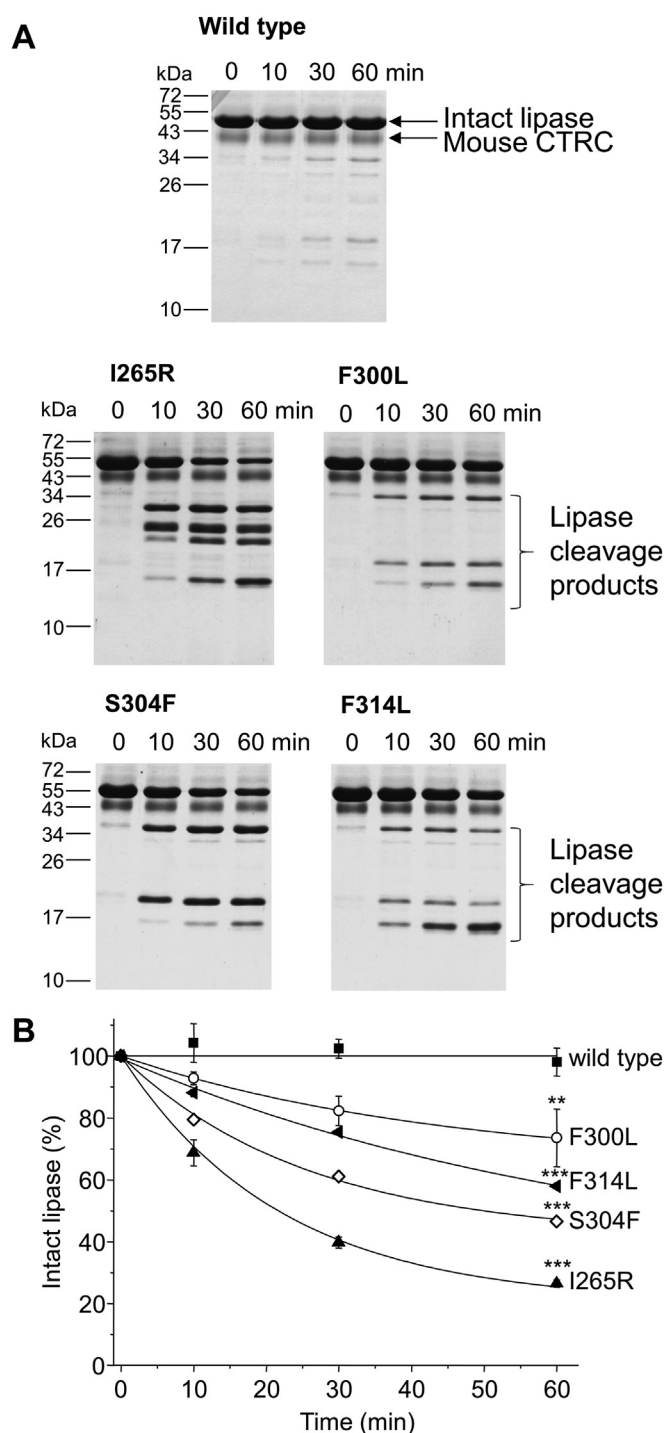 A
Wild type
kDa 0 10 30 60 min
72
55
43
34
26
17
10
Intact lipase
Mouse CTRC
I265R
kDa 0 10 30 60 min
72
55
43
34
26
17
10
F300L
0 10 30 60 min
Lipase
cleavage
products
S304F
kDa 0 10 30 60 min
72
55
43
34
26
17
10
F314L
0 10 30 60 min
Lipase
cleavage
products
B
Intact lipase (%)
100
80
60
40
20
0
wild type
**
F300L
***
F314L
***
S304F
***
I265R
0 10 20 30 40 50 60
Time (min)